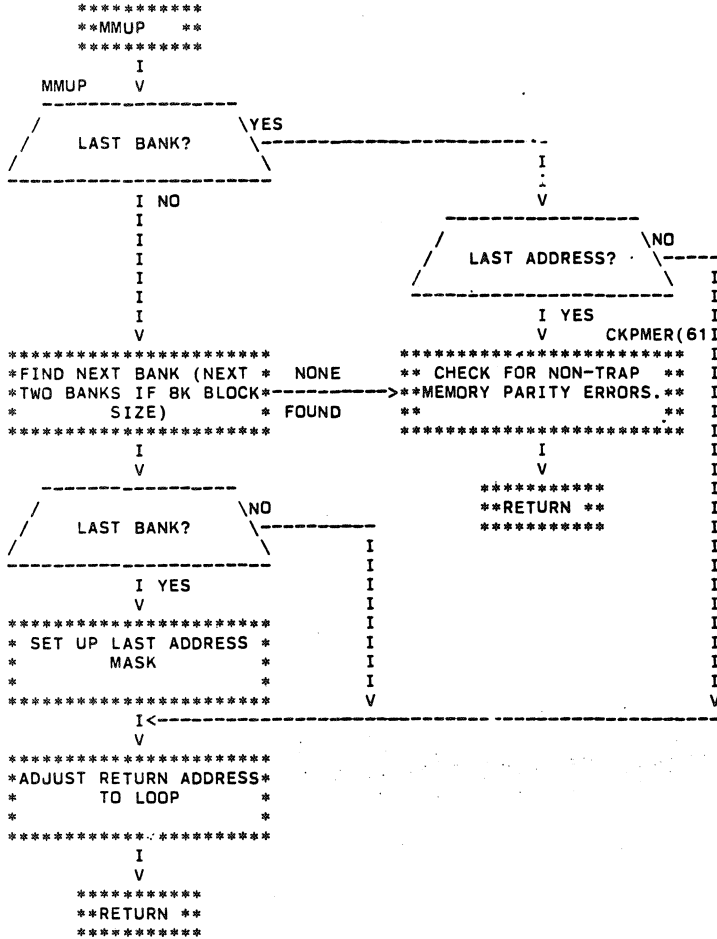 ***********
**MMUP **
***********
I
MMUP V
/ \YES
/ LAST BANK? \
I NO
V
/ \NO
/ LAST ADDRESS? \
I YES
V CKPMER(61
***********************
*FIND NEXT BANK (NEXT * NONE
*TWO BANKS IF 8K BLOCK*---------->
* SIZE) * FOUND
***********************
** CHECK FOR NON-TRAP **
**MEMORY PARITY ERRORS.**
** **
I
V
***********
**RETURN **
***********
I
V
/ \NO
/ LAST BANK? \
I YES
V
***********************
* SET UP LAST ADDRESS *
* MASK *
* *
***********************
I<
V
***********************
*ADJUST RETURN ADDRESS*
* TO LOOP *
* *
***********************
I
V
***********
**RETURN **
***********